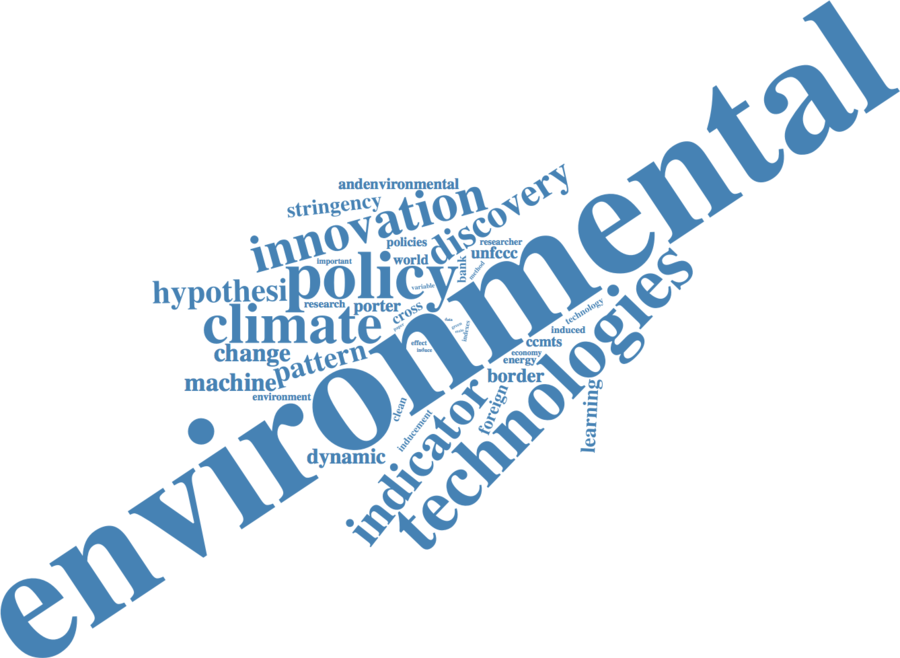 environmental
andenvironmental
stringency
innovation
discovery
policies
researcher
important
world
unfccc
bank
method
policy
hypothesi
variable
research
porter
cross
technology
climate
induced
effect
change
pattern
ccmts
economy
energy
machine
border
environment
clean
foreign
learning
inducement
dynamic
indicator
technologies